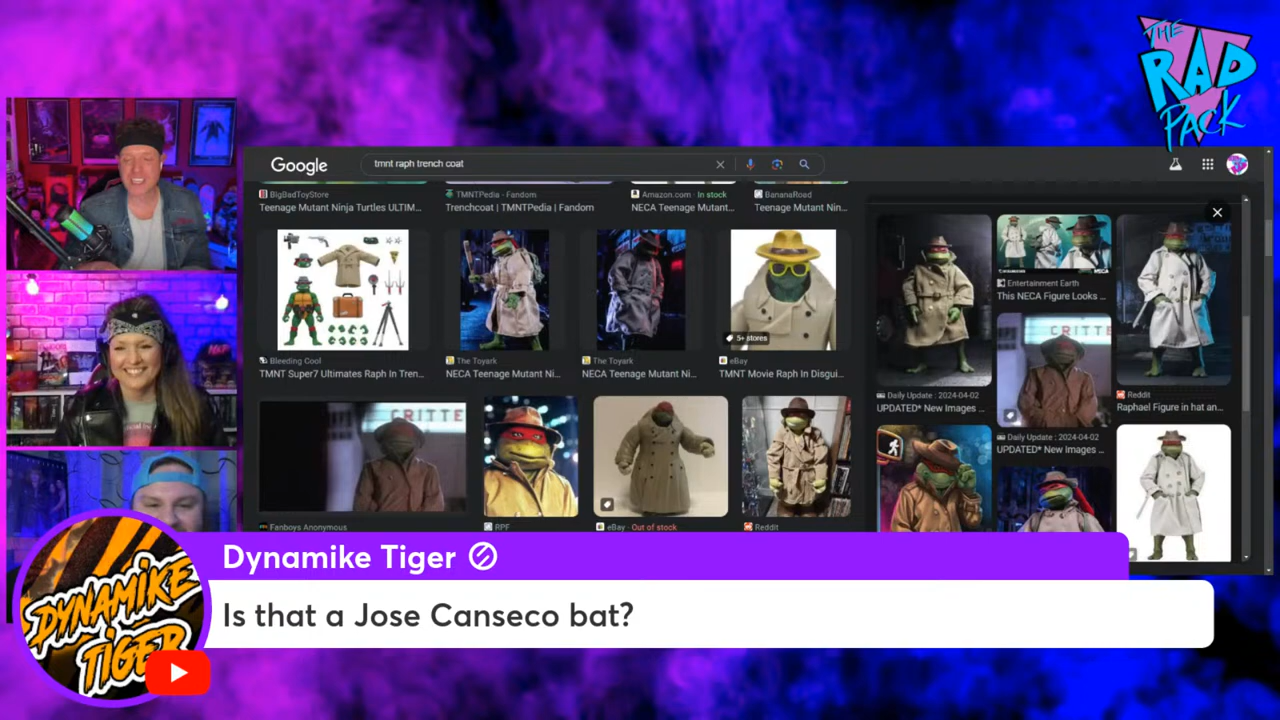 THE
RAD
PACK
Google
tmnt raph trench coat
BigBadToyStore
Teenage Mutant Ninja Turtles ULTIM...
TMNTPedia - Fandom
Trenchcoat | TMNTPedia | Fandom
Amazon.com · In stock
NECA Teenage Mutant...
BananaRoad
Teenage Mutant Nin...
Bleeding Cool
TMNT Super7 Ultimates Raph In Tren...
The Toyark
NECA Teenage Mutant Ni...
The Toyark
NECA Teenage Mutant Ni...
5+ stores
eBay
TMNT Movie Raph In Disgui...
CRITTE
Fanboys Anonymous
RPF
eBay · Out of stock
Reddit
Daily Update : 2024-04-02
UPDATED* New Images ...
Entertainment Earth
This NECA Figure Looks ...
CRITTE
Daily Update : 2024-04-02
UPDATED* New Images ...
Reddit
Raphael Figure in hat an...
Dynamike Tiger
Is that a Jose Canseco bat?
DYNAMIKE
TIGER